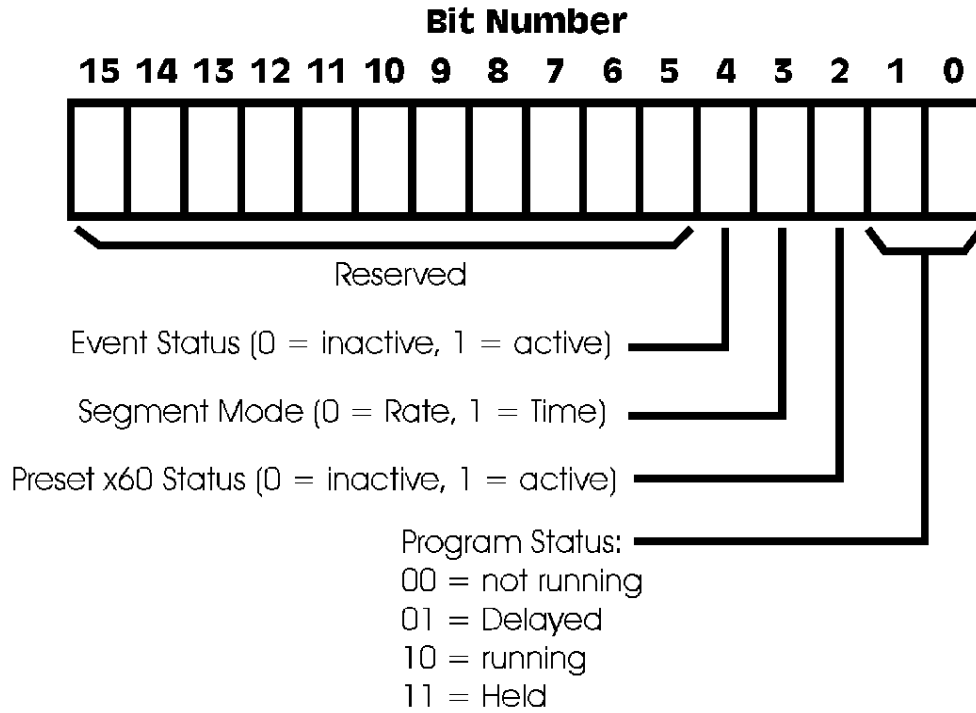 Bit Number
15 14 13 12 11 10 9 8 7 6 5 4 3 2 1 0
Reserved
Event Status (0 = inactive, 1 = active)
Segment Mode (0 = Rate, 1 = Time)
Preset x60 Status (0 = inactive, 1 = active)
Program Status:
00 = not running
01 = Delayed
10 = running
11 = Held